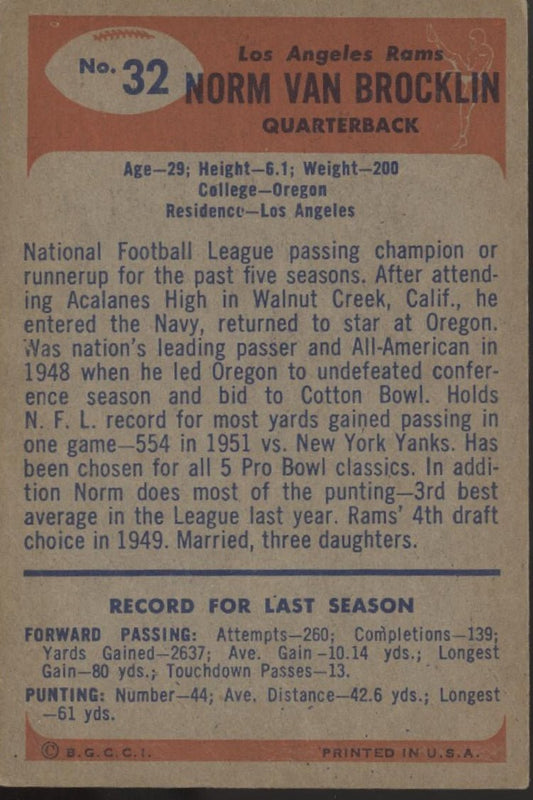 No. 32
Los Angeles Rams
NORM VAN BROCKLIN
QUARTERBACK
Age—29; Height—6.1; Weight—200
College—Oregon
Residence—Los Angeles
National Football League passing champion or
runnerup for the past five seasons. After attend-
ing Acalanes High in Walnut Creek, Calif., he
entered the Navy, returned to star at Oregon.
Was nation's leading passer and All-American in
1948 when he led Oregon to undefeated confer-
ence season and bid to Cotton Bowl. Holds
N. F. L. record for most yards gained passing in
one game—554 in 1951 vs. New York Yanks. Has
been chosen for all 5 Pro Bowl classics. In addi-
tion Norm does most of the punting—3rd best
average in the League last year. Rams' 4th draft
choice in 1949. Married, three daughters.
RECORD FOR LAST SEASON
FORWARD PASSING: Attempts—260; Completions—139;
Yards Gained—2637; Ave. Gain—10.14 yds.; Longest
Gain—80 yds.; Touchdown Passes—13.
PUNTING: Number—44; Ave. Distance—42.6 yds.; Longest
—61 yds.
© B.G.C.C.I. PRINTED IN U.S.A.